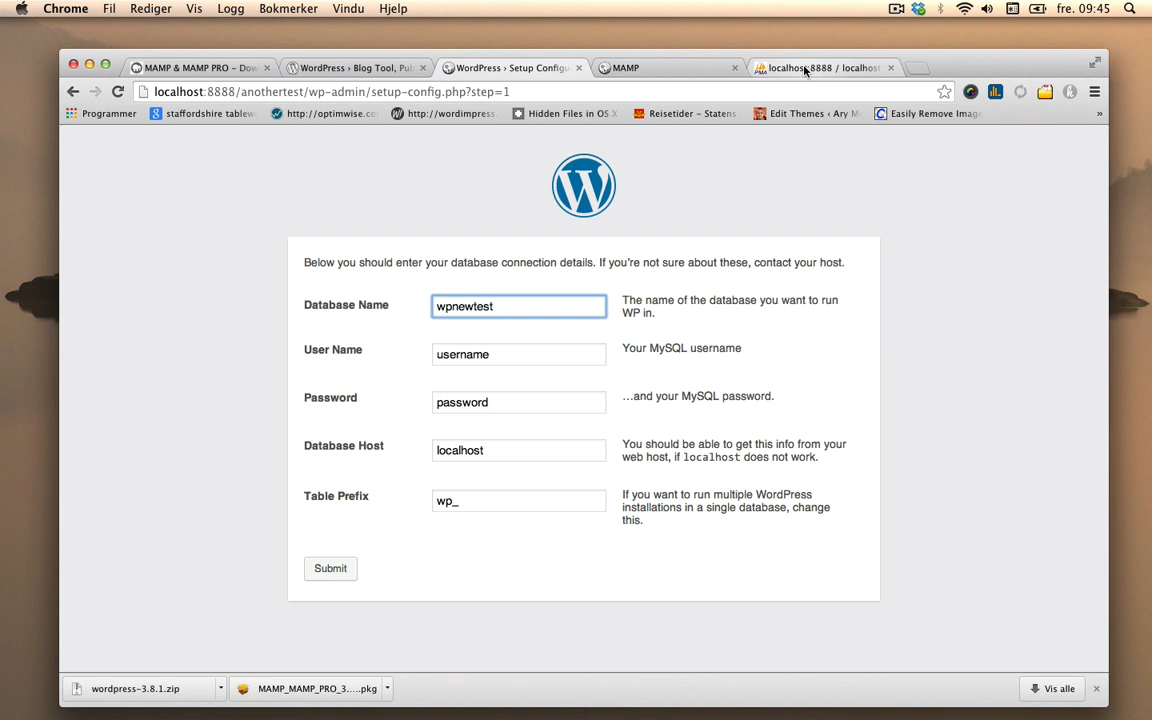 Chrome Fil Rediger Vis Logg Bokmerker Vindu Hjelp fre. 09:45
MAMP & MAMP PRO – Dow
WordPress › Blog Tool, Pub
WordPress › Setup Configu
MAMP
localhost:8888 / localhost
localhost:8888/anothertest/wp-admin/setup-config.php?step=1
Programmer staffordshire tablew http://optimwise.co http://wordimpress. Hidden Files in OS X Reisetider – Statens Edit Themes ‹ Ary M Easily Remove Imag »
Below you should enter your database connection details. If you're not sure about these, contact your host.
Database Name
wpnewtest
The name of the database you want to run
WP in.
User Name
username
Your MySQL username
Password
password
…and your MySQL password.
Database Host
localhost
You should be able to get this info from your
web host, if localhost does not work.
Table Prefix
wp_
If you want to run multiple WordPress
installations in a single database, change
this.
Submit
wordpress-3.8.1.zip MAMP_MAMP_PRO_3.....pkg Vis alle